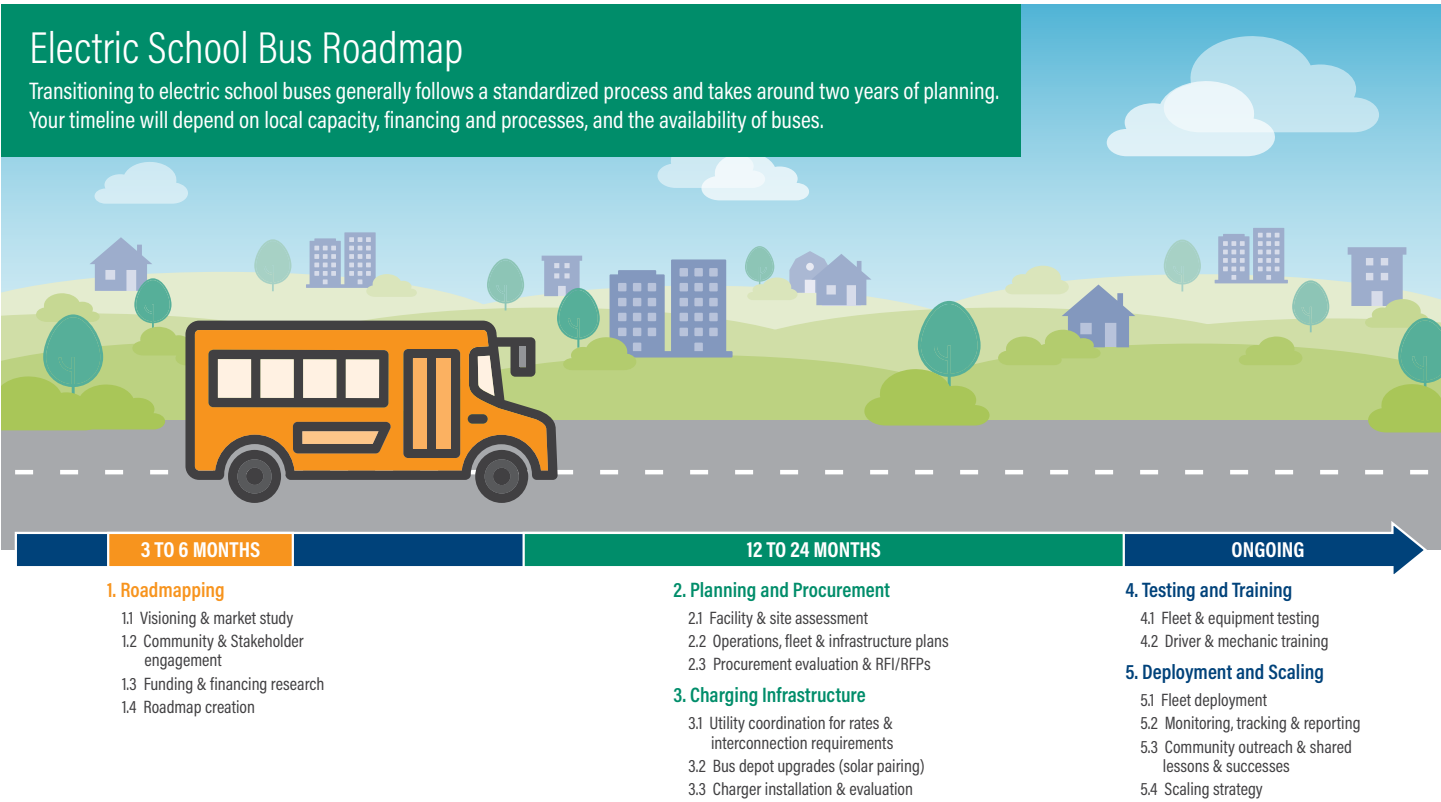 Electric School Bus Roadmap
Transitioning to electric school buses generally follows a standardized process and takes around two years of planning.
Your timeline will depend on local capacity, financing and processes, and the availability of buses.
3 TO 6 MONTHS
12 TO 24 MONTHS
ONGOING
1. Roadmapping
1.1 Visioning & market study
1.2 Community & Stakeholder
engagement
1.3 Funding & financing research
1.4 Roadmap creation
2. Planning and Procurement
2.1 Facility & site assessment
2.2 Operations, fleet & infrastructure plans
2.3 Procurement evaluation & RFI/RFPs
3. Charging Infrastructure
3.1 Utility coordination for rates &
interconnection requirements
3.2 Bus depot upgrades (solar pairing)
3.3 Charger installation & evaluation
4. Testing and Training
4.1 Fleet & equipment testing
4.2 Driver & mechanic training
5. Deployment and Scaling
5.1 Fleet deployment
5.2 Monitoring, tracking & reporting
5.3 Community outreach & shared
lessons & successes
5.4 Scaling strategy